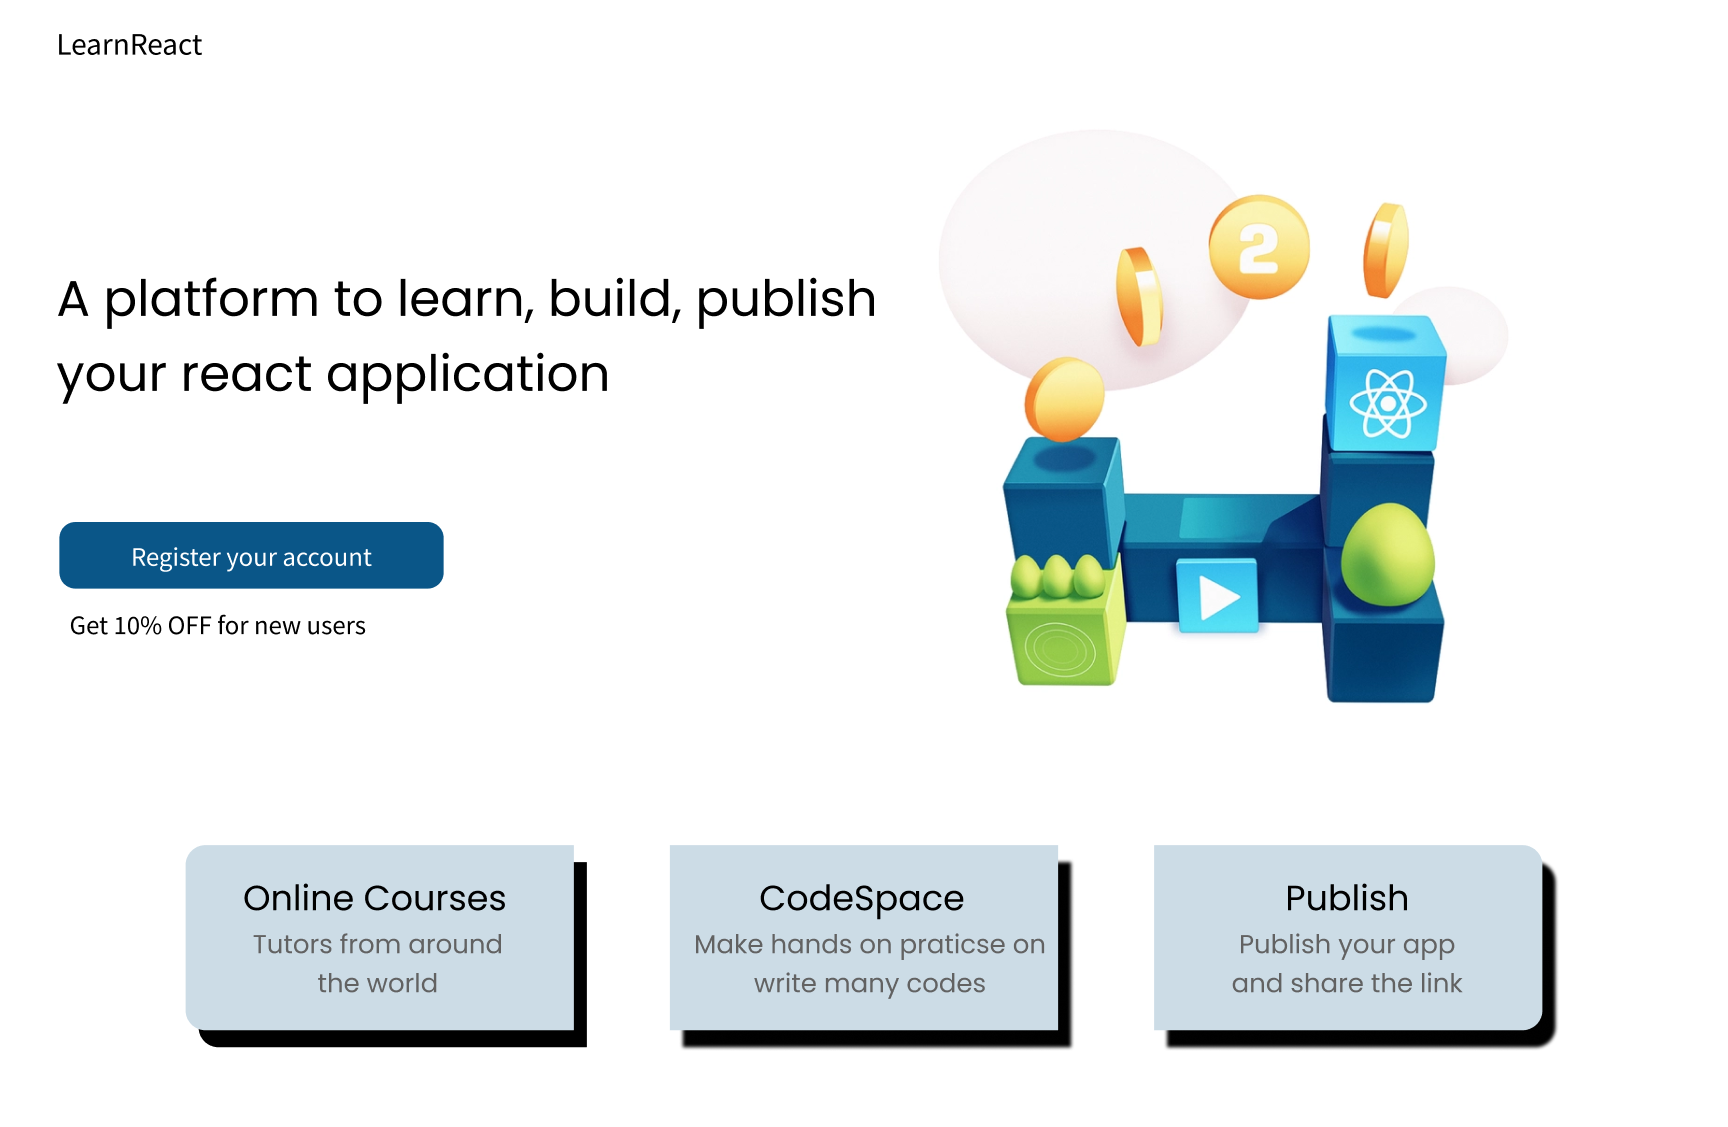 LearnReact
A platform to learn, build, publish
your react application
2
Register your account
Get 10% OFF for new users
Online Courses
Tutors from around
the world
CodeSpace
Make hands on praticse on
write many codes
Publish
Publish your app
and share the link